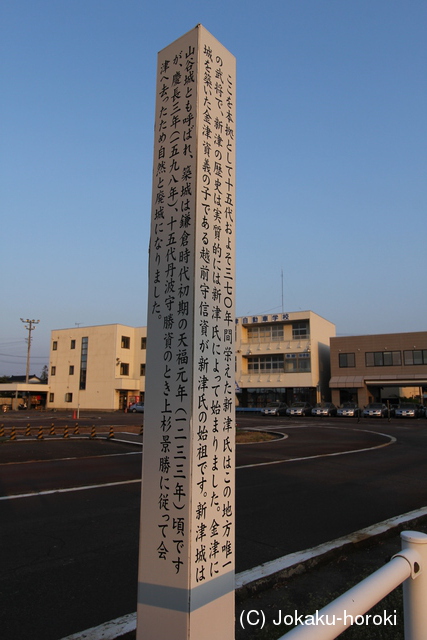 ここを本拠として十五代およそ三七〇年間栄えた新津氏はこの地方唯一
の武将で、新津の歴史は実質的には新津氏によって始まりました。金津に
城を築いた金津資義の子である越前守信資が新津氏の始祖です。新津城は
山谷城とも呼ばれ、築城は鎌倉時代初期の天福元年(一二三三年)頃です
が、慶長三年(一五九八年)、十五代丹波守勝資のとき上杉景勝に従って会
津へ去ったため自然と廃城になりました。
自動車学校
(C) Jokaku-horoki